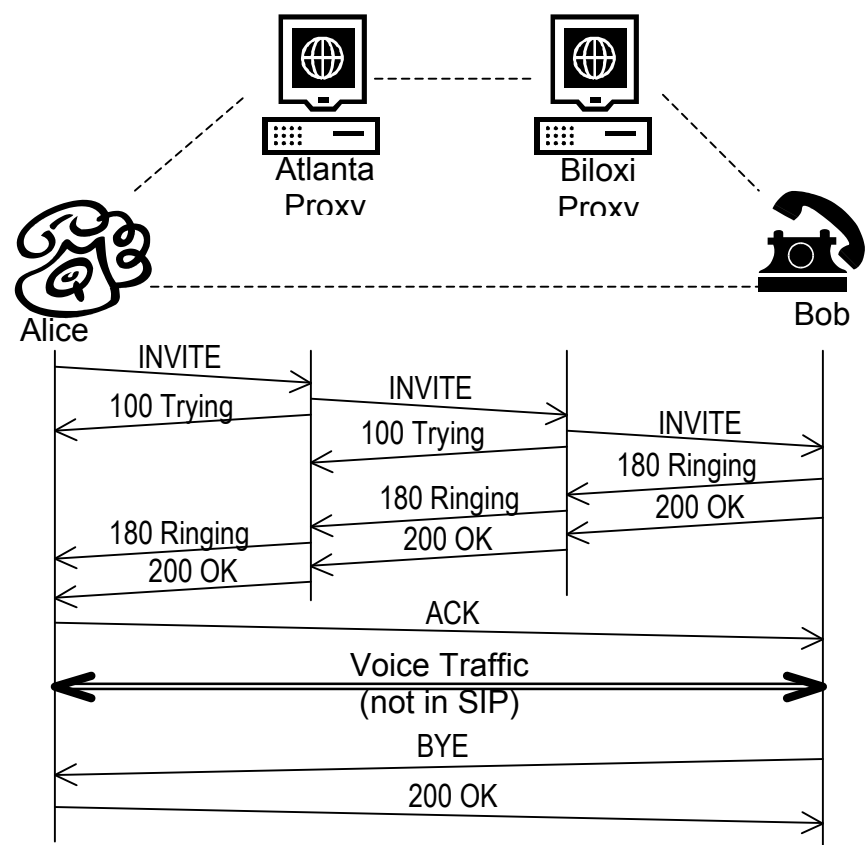 Atlanta
Proxy
Biloxi
Proxy
Alice
Bob
INVITE
INVITE
100 Trying
INVITE
100 Trying
180 Ringing
180 Ringing
200 OK
180 Ringing
200 OK
200 OK
ACK
Voice Traffic
(not in SIP)
BYE
200 OK